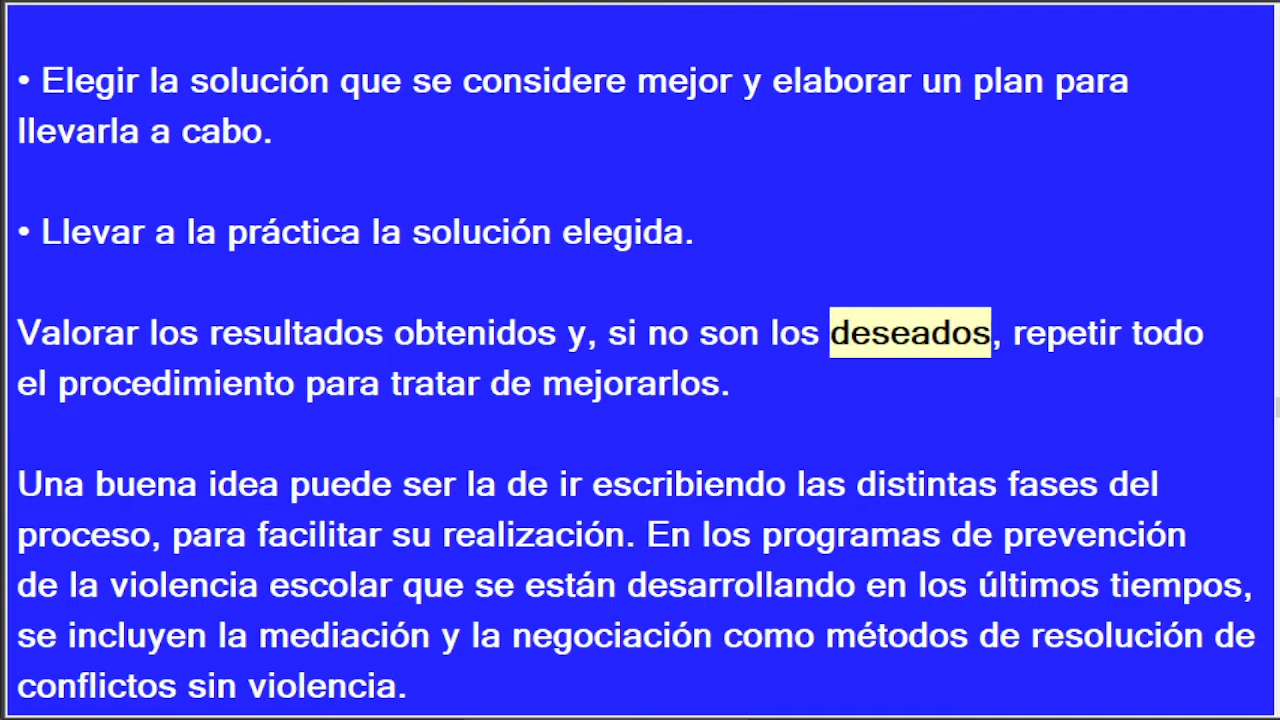 • Elegir la solución que se considere mejor y elaborar un plan para
llevarla a cabo.
• Llevar a la práctica la solución elegida.
Valorar los resultados obtenidos y, si no son los deseados, repetir todo
el procedimiento para tratar de mejorarlos.
Una buena idea puede ser la de ir escribiendo las distintas fases del
proceso, para facilitar su realización. En los programas de prevención
de la violencia escolar que se están desarrollando en los últimos tiempos,
se incluyen la mediación y la negociación como métodos de resolución de
conflictos sin violencia.